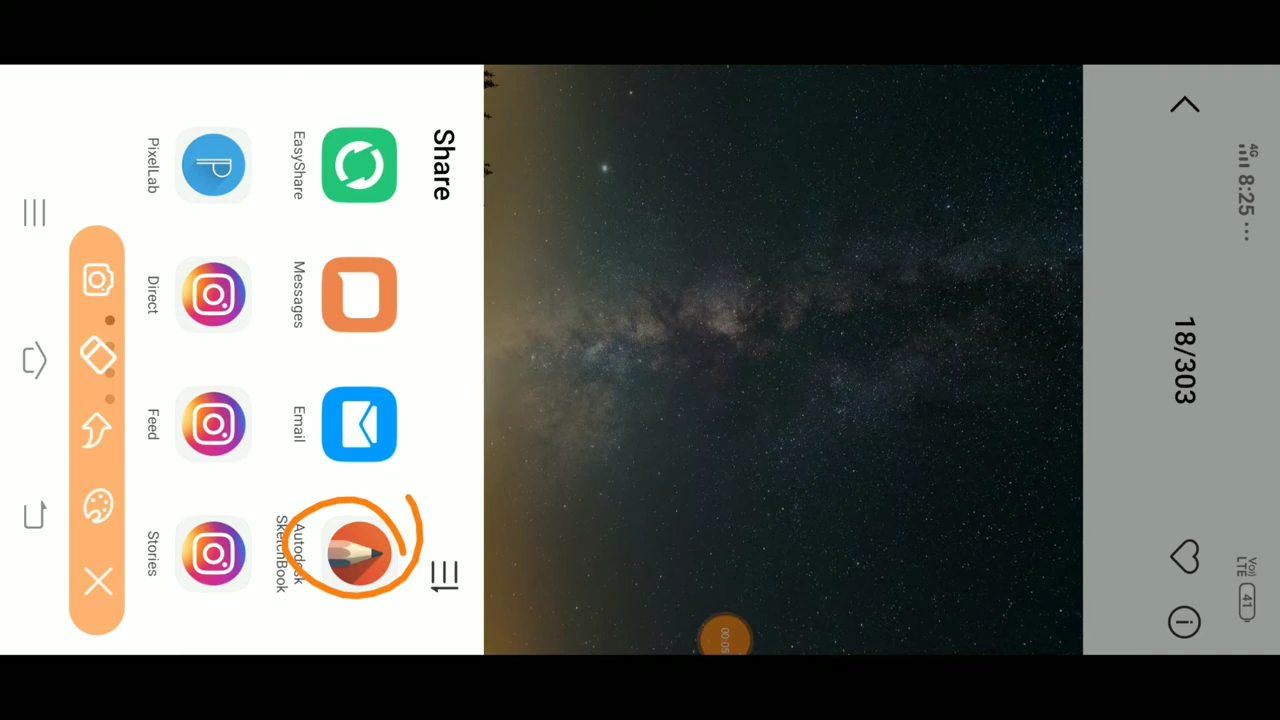 4G 8:25 ... Vo)) LTE 41
18/303
00:05
Share
EasyShare
Messages
Email
Autodesk
SketchBook
PixelLab
Direct
Feed
Stories